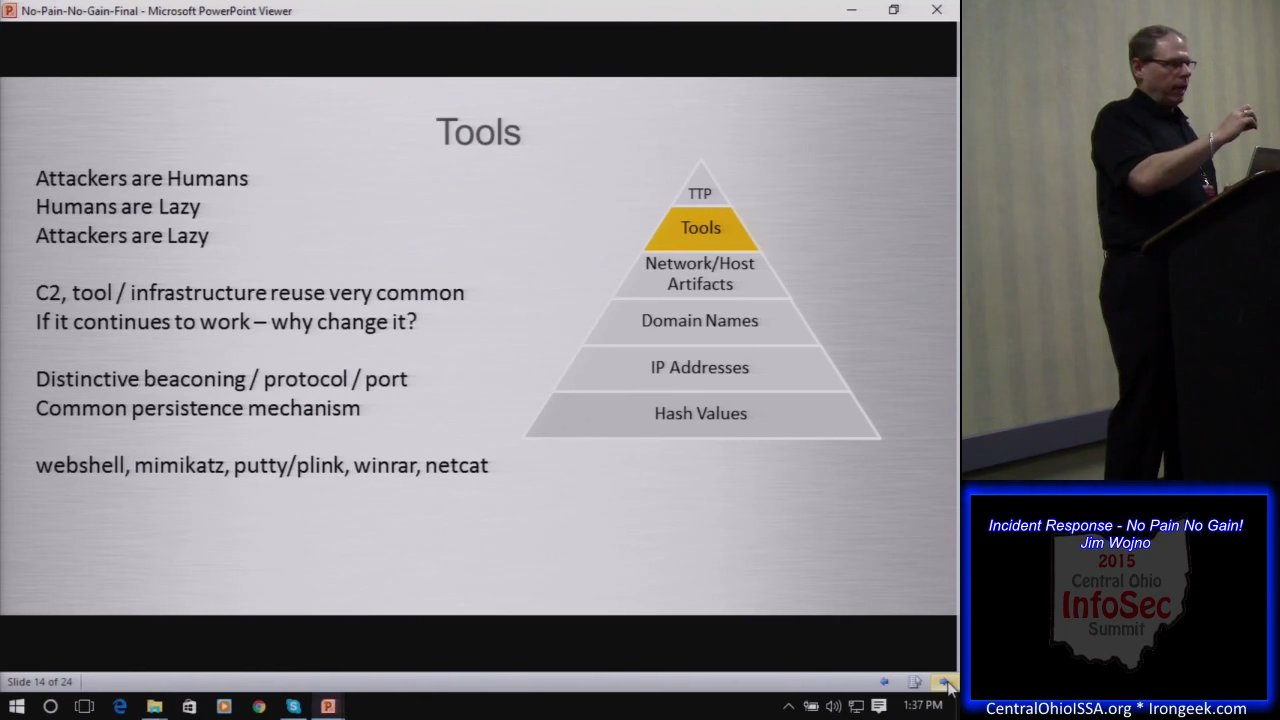 No-Pain-No-Gain-Final - Microsoft PowerPoint Viewer
Tools
Attackers are Humans
Humans are Lazy
Attackers are Lazy
C2, tool / infrastructure reuse very common
If it continues to work – why change it?
Distinctive beaconing / protocol / port
Common persistence mechanism
webshell, mimikatz, putty/plink, winrar, netcat
TTP
Tools
Network/Host
Artifacts
Domain Names
IP Addresses
Hash Values
Slide 14 of 24
1:37 PM
Incident Response - No Pain No Gain!
Jim Wojno
2015
Central Ohio
InfoSec
Summit
CentralOhioISSA.org * Irongeek.com